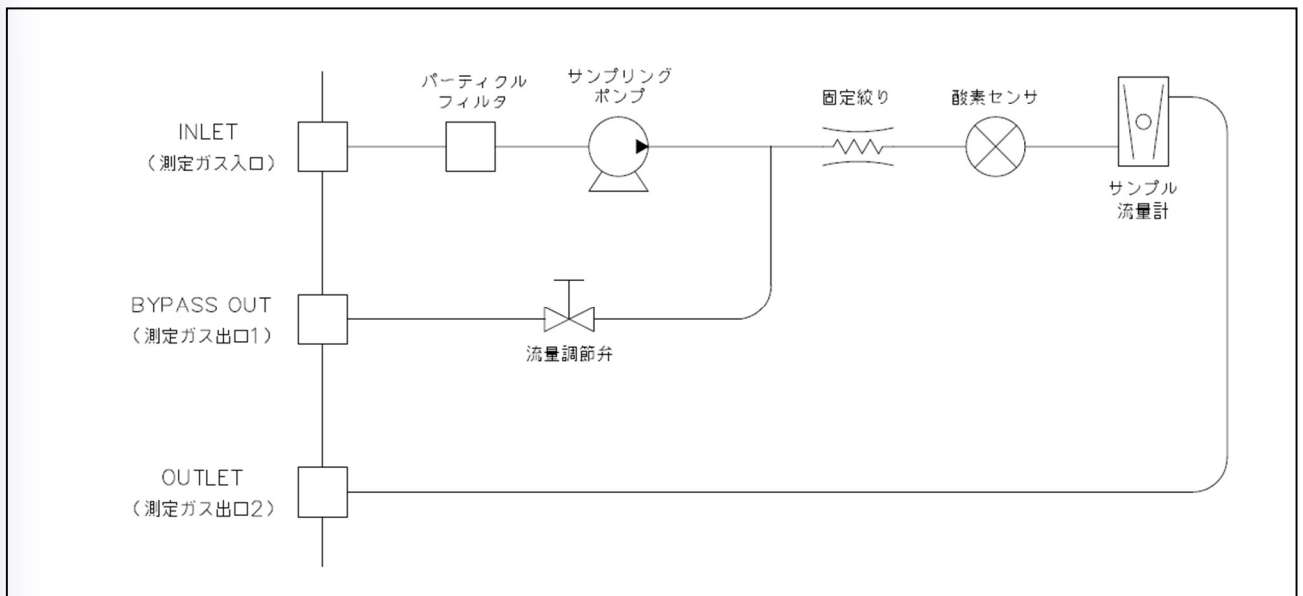 パーティクル
フィルタ
サンプリング
ポンプ
固定絞り
酸素センサ
INLET
（測定ガス入口）
サンプル
流量計
BYPASS OUT
（測定ガス出口1）
流量調節弁
OUTLET
（測定ガス出口2）